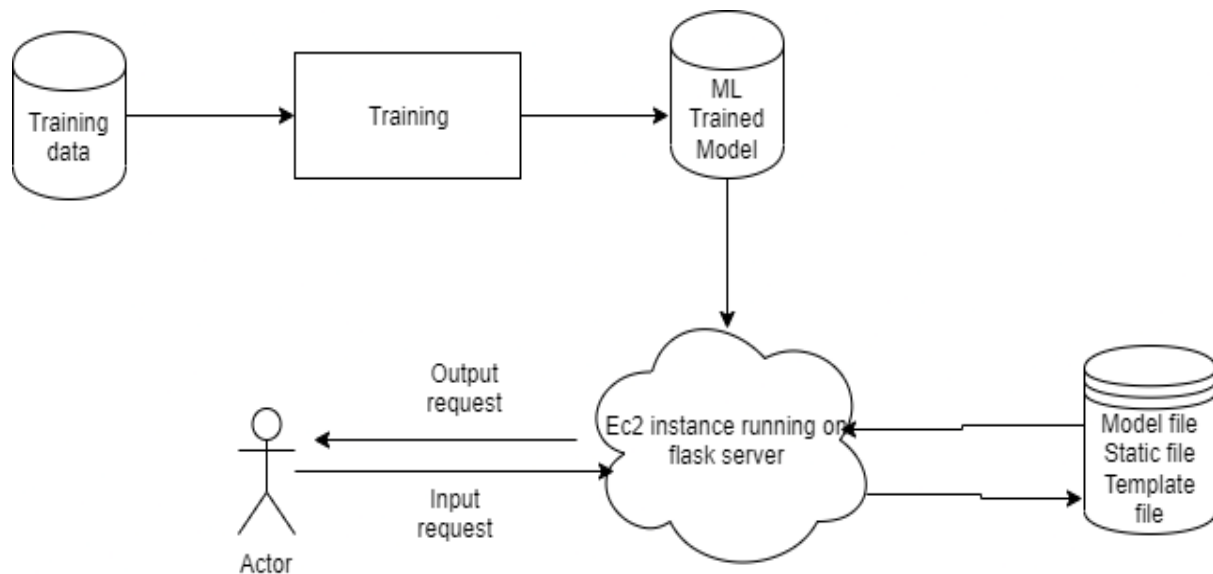 Training
data
Training
ML
Trained
Model
Output
request
Ec2 instance running on
flask server
Model file
Static file
Template
file
Input
request
Actor